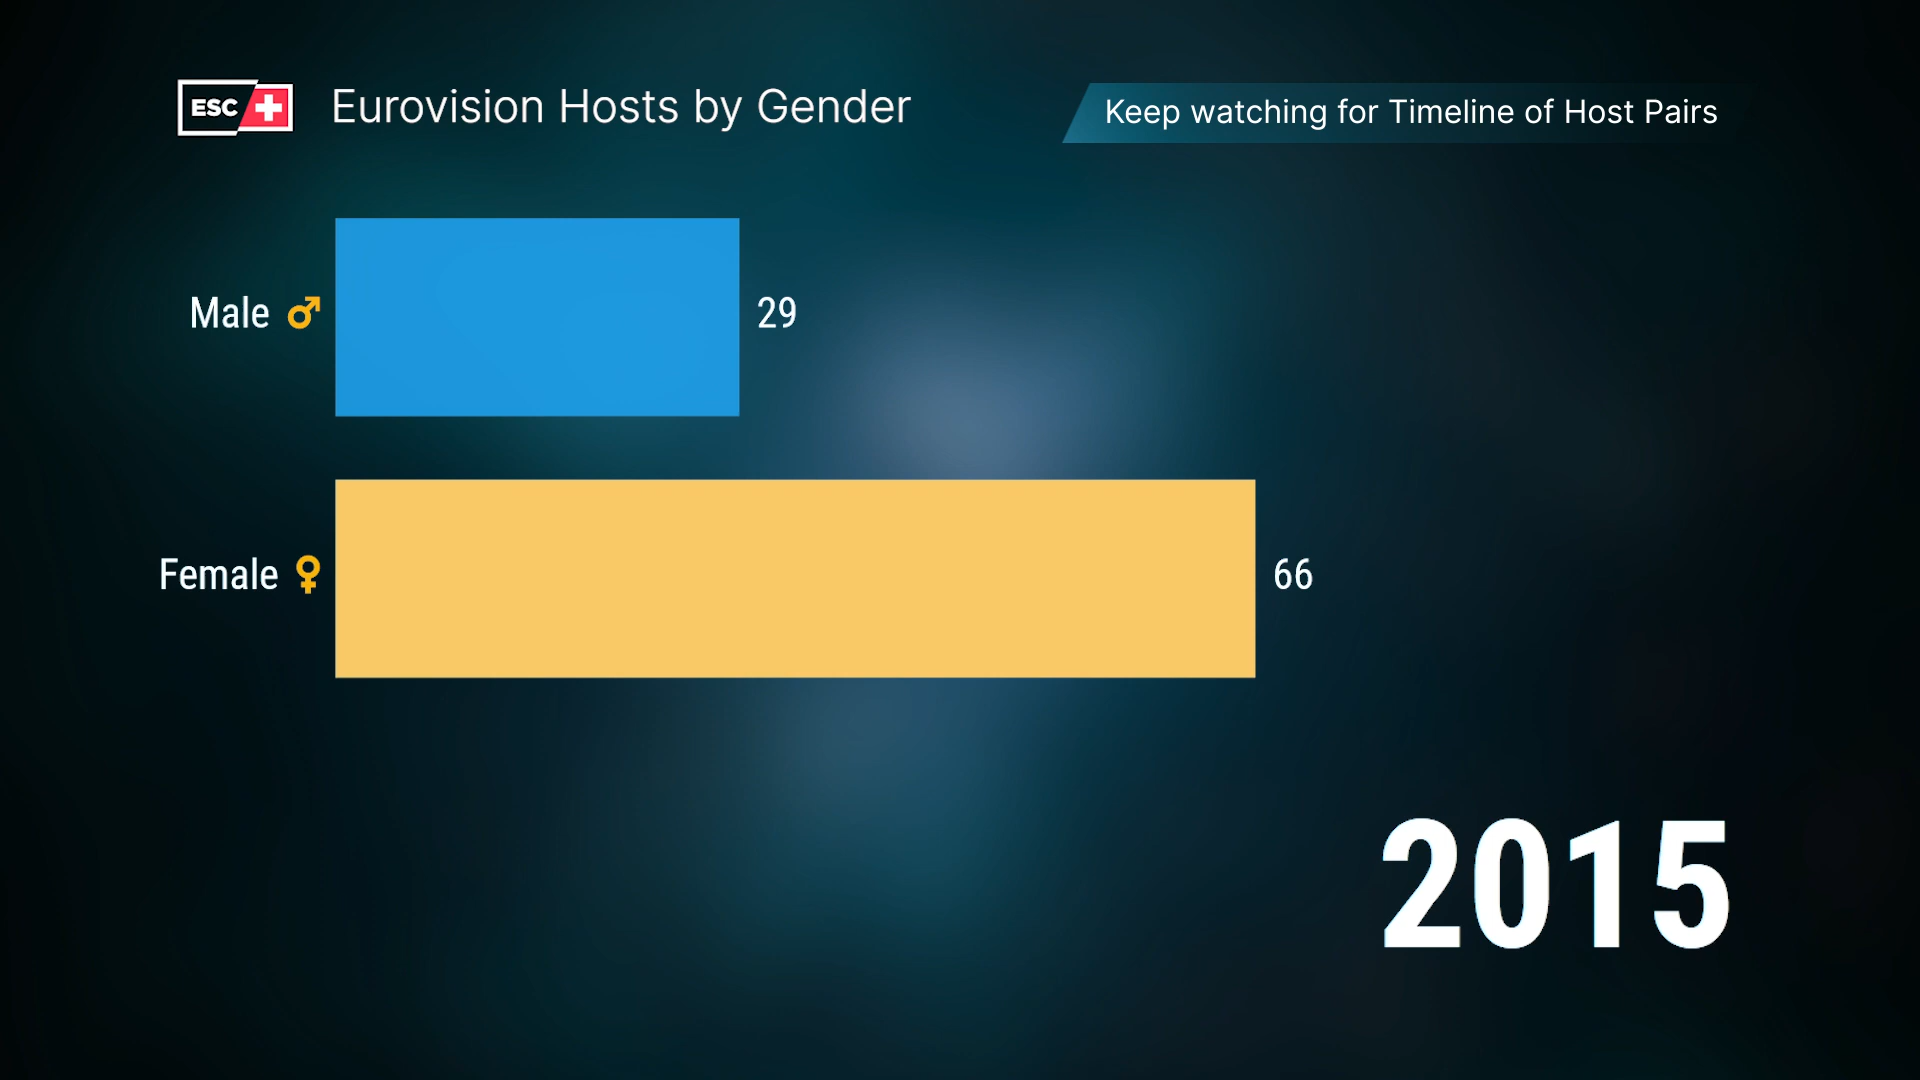 ESC
Eurovision Hosts by Gender
Keep watching for Timeline of Host Pairs
Male ♂ 29
Female ♀ 66
2015